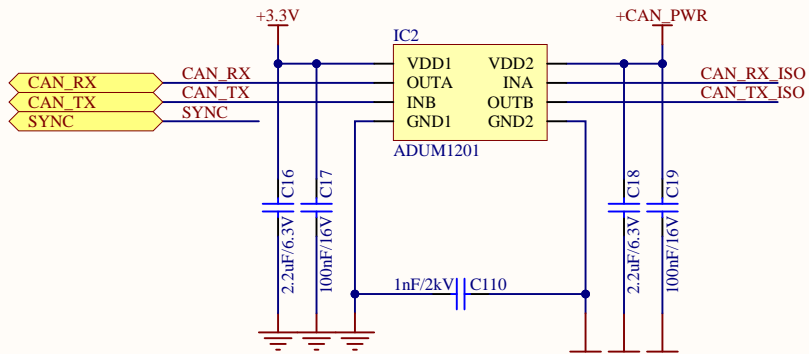 +3.3V
+CAN_PWR
IC2
VDD1
VDD2
CAN_RX
CAN_RX
OUTA
INA
CAN_RX_ISO
CAN_TX
CAN_TX
INB
OUTB
CAN_TX_ISO
SYNC
SYNC
GND1
GND2
ADUM1201
C16
2.2uF/6.3V
C17
100nF/16V
C18
2.2uF/6.3V
C19
100nF/16V
1nF/2kV
C110